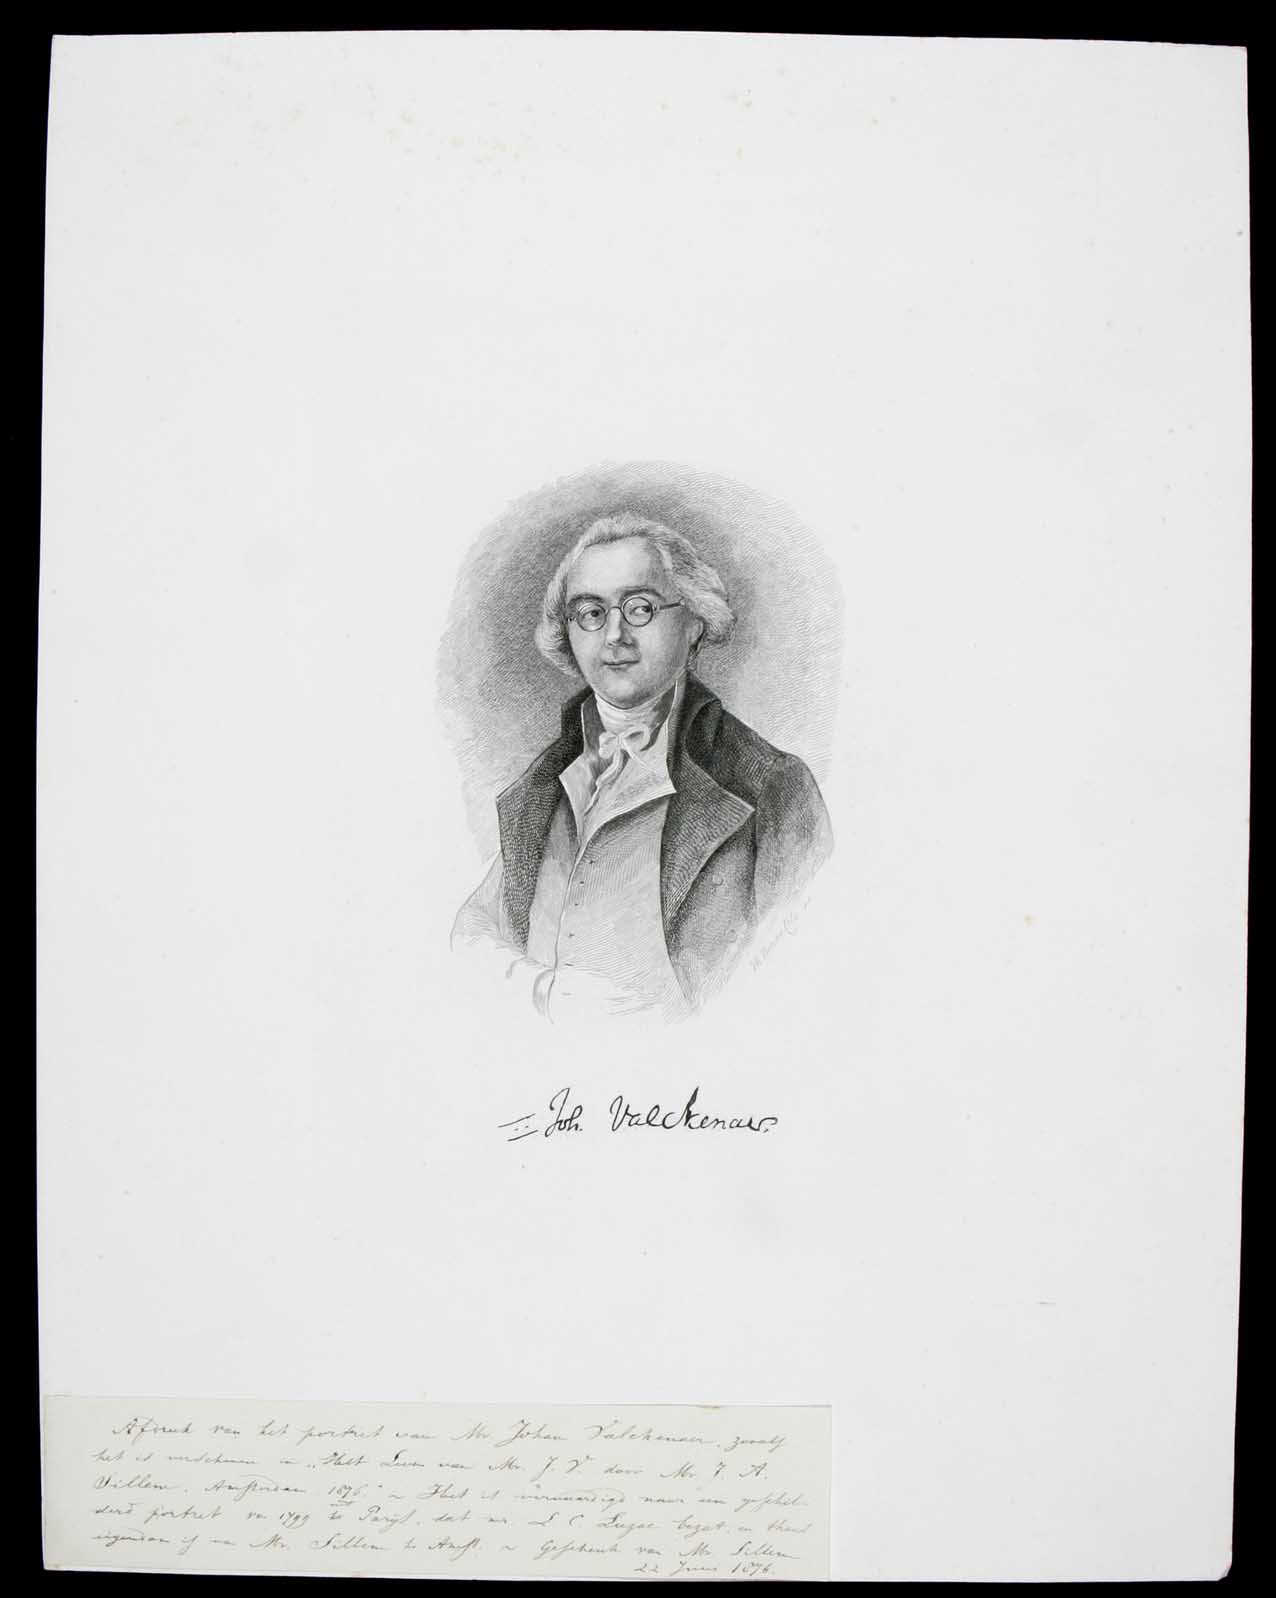 Joh. Valckenaer.
Afdruk van het portret van Mr. Johan Valckenaer, zooals
het is verschenen in „Het Leven van Mr. J. V. door Mr. J. A.
Sillem. Amsterdam 1876." Het is vervaardigd naar een geschil-
derd portret van 1799 te Parijs, dat mr. L. C. Luzac bezat, en thans
eigendom is van Mr. Sillem te Amst. Geschenk van Mr. Sillem
22 Juni 1876.